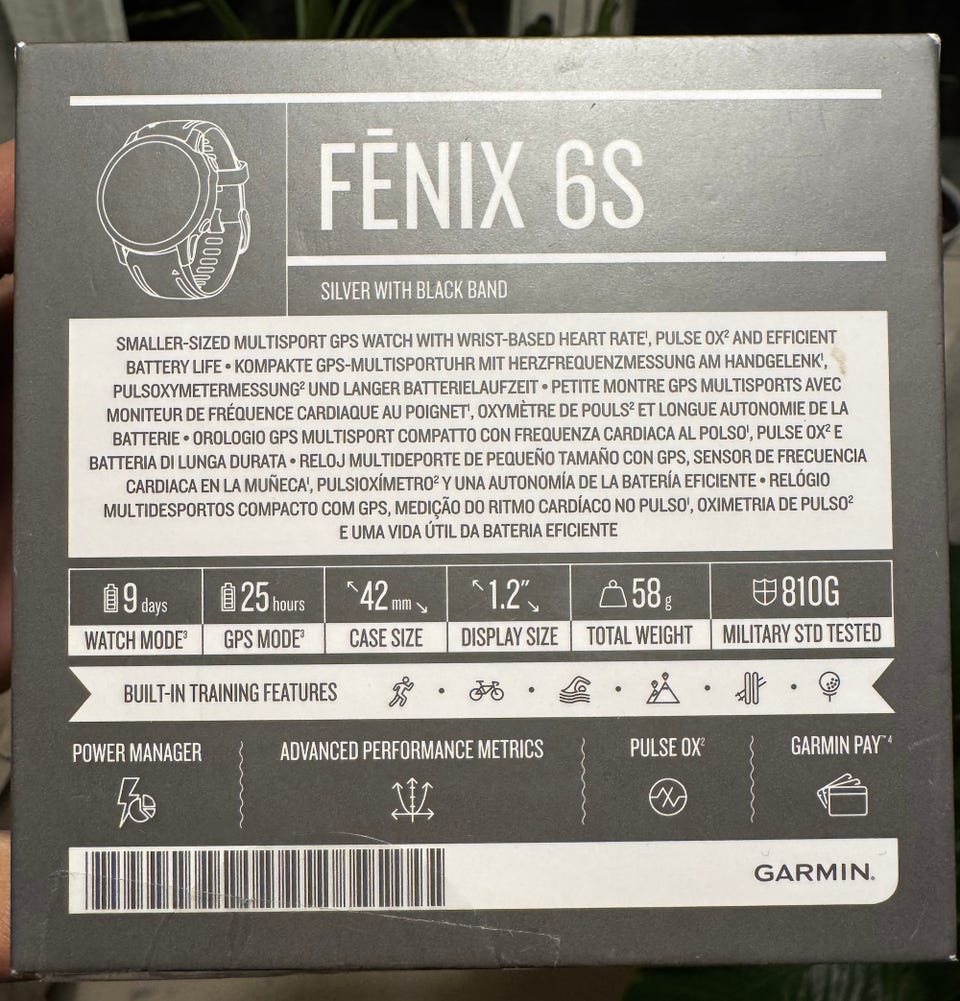 FĒNIX 6S
SILVER WITH BLACK BAND
SMALLER-SIZED MULTISPORT GPS WATCH WITH WRIST-BASED HEART RATE¹, PULSE OX² AND EFFICIENT
BATTERY LIFE • KOMPAKTE GPS-MULTISPORTUHR MIT HERZFREQUENZMESSUNG AM HANDGELENK¹,
PULSOXYMETERMESSUNG² UND LANGER BATTERIELAUFZEIT • PETITE MONTRE GPS MULTISPORTS AVEC
MONITEUR DE FRÉQUENCE CARDIAQUE AU POIGNET¹, OXYMÈTRE DE POULS² ET LONGUE AUTONOMIE DE LA
BATTERIE • OROLOGIO GPS MULTISPORT COMPATTO CON FREQUENZA CARDIACA AL POLSO¹, PULSE OX² E
BATTERIA DI LUNGA DURATA • RELOJ MULTIDEPORTE DE PEQUEÑO TAMAÑO CON GPS, SENSOR DE FRECUENCIA
CARDIACA EN LA MUÑECA¹, PULSIOXÍMETRO² Y UNA AUTONOMÍA DE LA BATERÍA EFICIENTE • RELÓGIO
MULTIDESPORTOS COMPACTO COM GPS, MEDIÇÃO DO RITMO CARDÍACO NO PULSO¹, OXIMETRIA DE PULSO²
E UMA VIDA ÚTIL DA BATERIA EFICIENTE
9 days
WATCH MODE³
25 hours
GPS MODE³
42 mm
CASE SIZE
1.2″
DISPLAY SIZE
58 g
TOTAL WEIGHT
810G
MILITARY STD TESTED
BUILT-IN TRAINING FEATURES
POWER MANAGER
ADVANCED PERFORMANCE METRICS
PULSE OX²
GARMIN PAY™⁴
GARMIN.